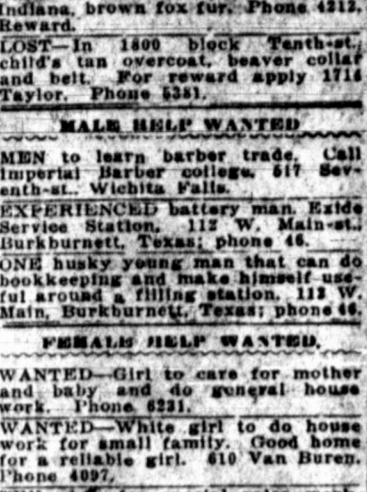 Indiana, brown fox fur. Phone 4212.
Reward.
LOST—In 1800 block Tenth-st.,
child's tan overcoat, beaver collar
and belt. For reward apply 1714
Taylor. Phone 5381.
MALE HELP WANTED
MEN to learn barber trade. Call
Imperial Barber college, 617 Sev-
enth-st., Wichita Falls.
EXPERIENCED battery man. Exide
Service Station, 112 W. Main-st.,
Burkburnett, Texas; phone 46.
ONE husky young man that can do
bookkeeping and make himself use-
ful around a filling station. 112 W.
Main, Burkburnett, Texas; phone 46.
FEMALE HELP WANTED.
WANTED—Girl to care for mother
and baby and do general house
work. Phone 6231.
WANTED—White girl to do house
work for small family. Good home
for a reliable girl. 610 Van Buren.
Phone 4097.